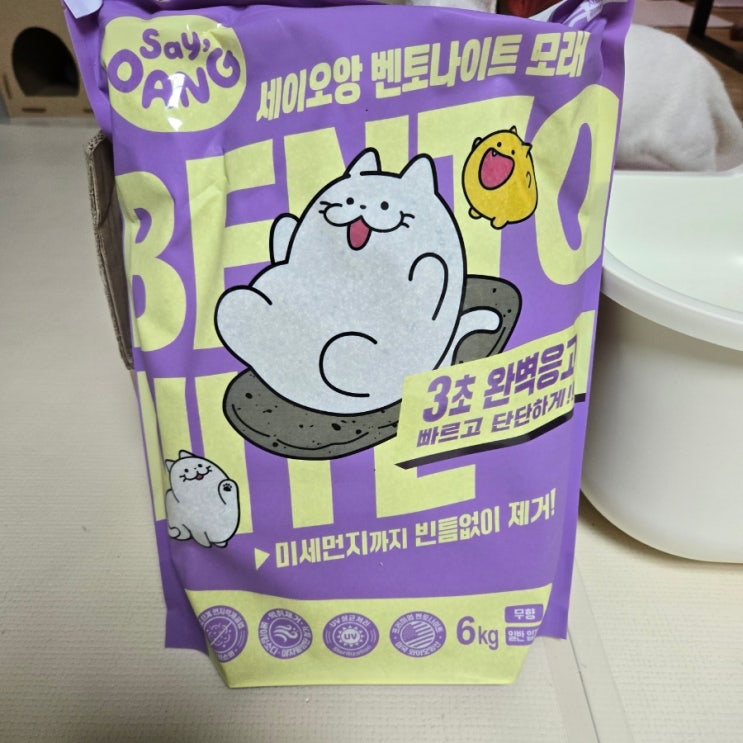 Say,
OANG
세이오앙 벤토나이트 모래
BENTO
NITE
3초 완벽응고
빠르고 단단하게!!
▶미세먼지까지 빈틈없이 제거!
UV
6kg
무향